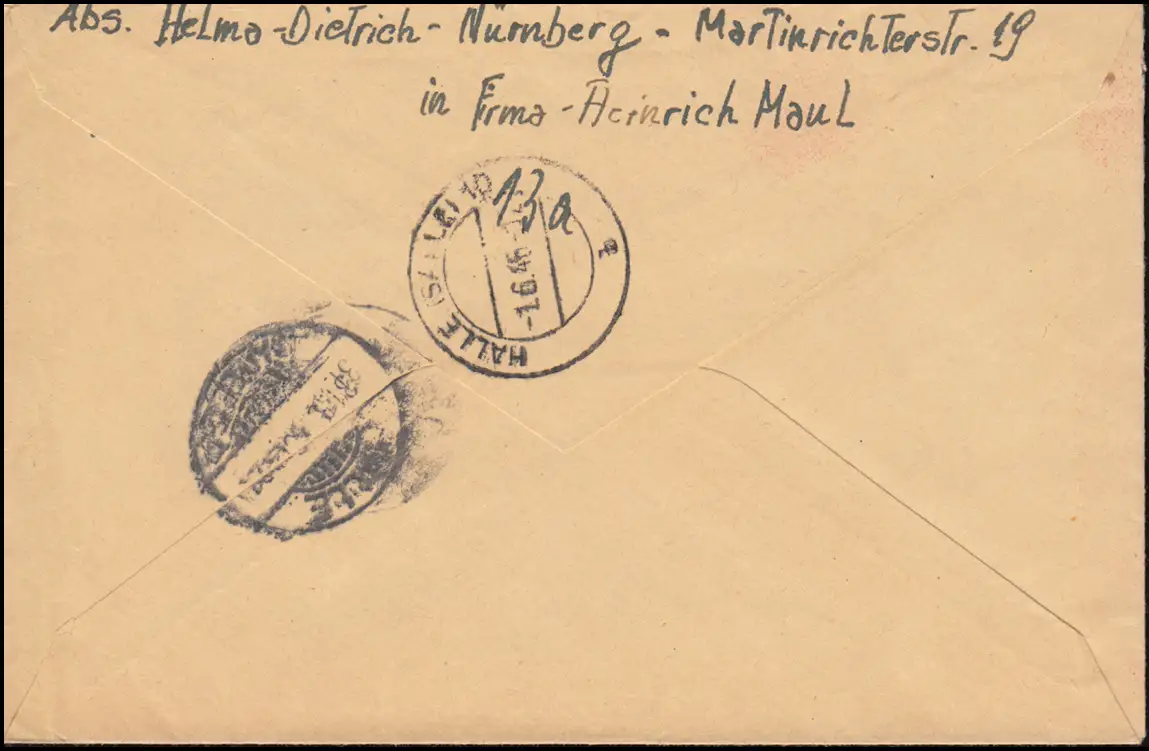 Abs. Helma-Dietrich-Nürnberg-Martinrichterstr. 19
in Firma-Heinrich Maul
13a
HALLE (SAALE) 10
-1.6.46
a